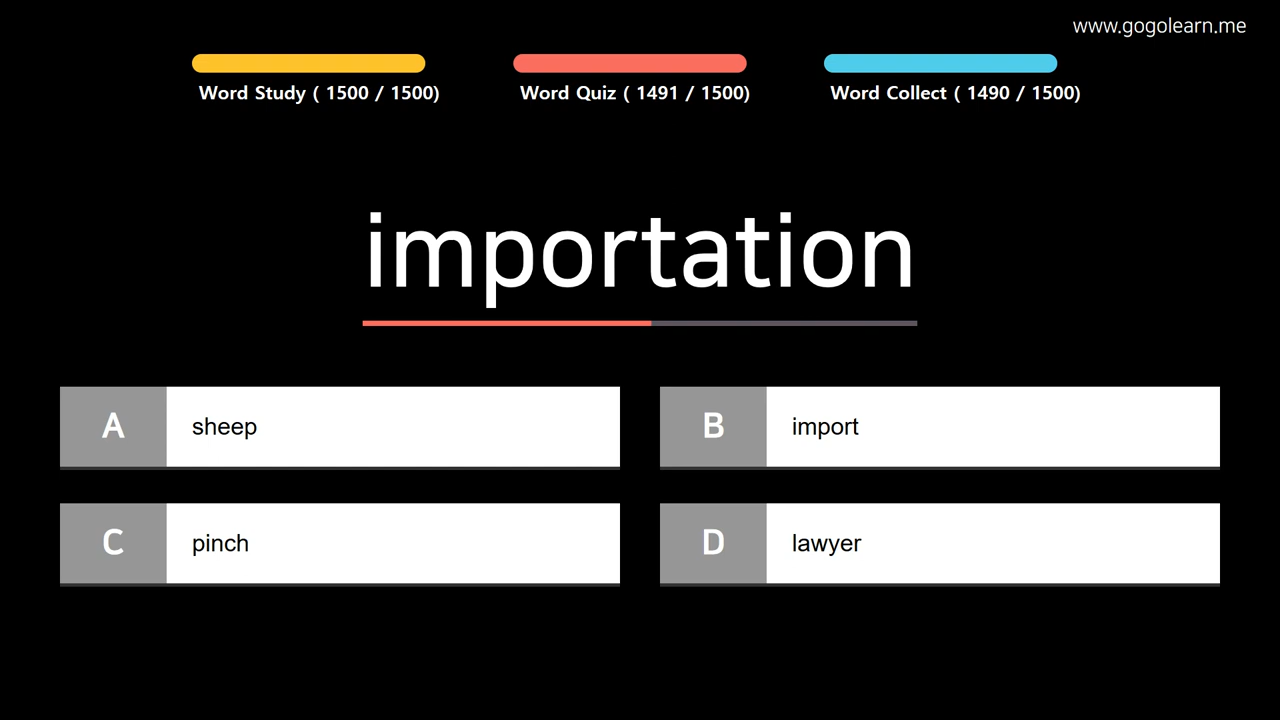 www.gogolearn.me
Word Study ( 1500 / 1500)
Word Quiz ( 1491 / 1500)
Word Collect ( 1490 / 1500)
importation
A sheep
B import
C pinch
D lawyer